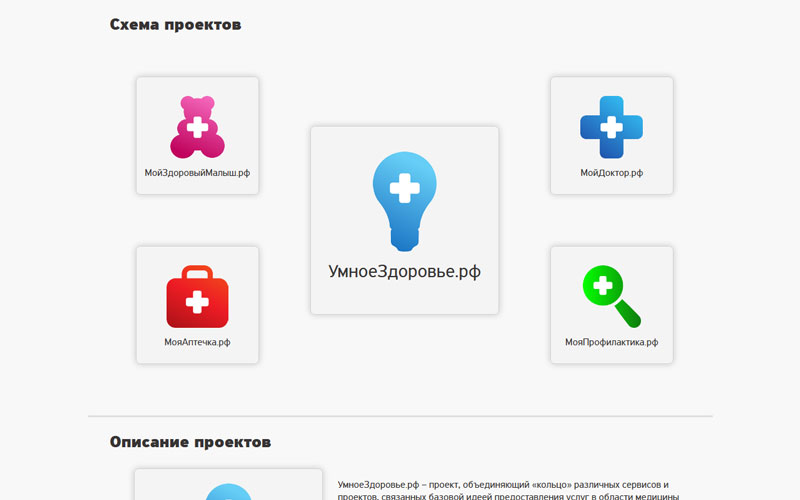 Схема проектов
МойЗдоровыйМалыш.рф
МойДоктор.рф
УмноеЗдоровье.рф
МояАптечка.рф
МояПрофилактика.рф
Описание проектов
УмноеЗдоровье.рф – проект, объединяющий «кольцо» различных сервисов и
проектов, связанных базовой идеей предоставления услуг в области медицины